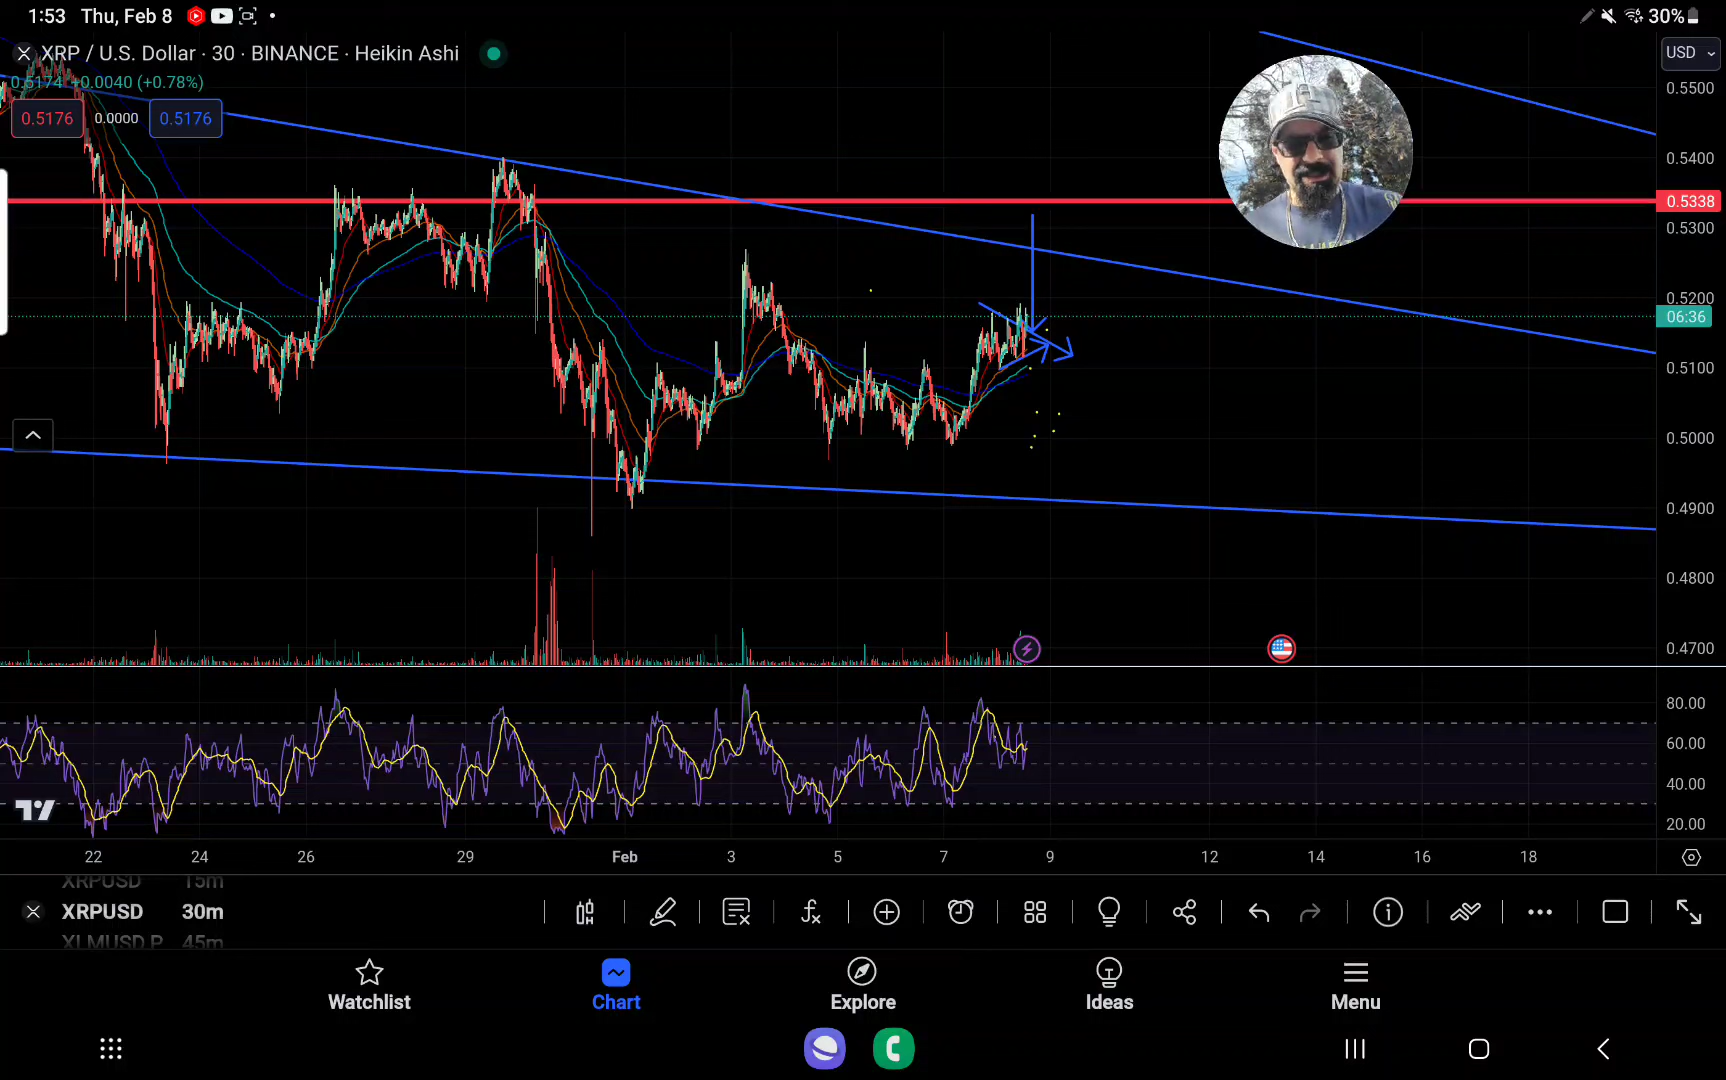 1:53 Thu, Feb 8
30%
XRP / U.S. Dollar · 30 · BINANCE · Heikin Ashi
USD
0.5174 +0.0040 (+0.78%)
0.5176 0.0000 0.5176
0.5500
0.5400
0.5338
0.5300
0.5200
06:36
0.5100
0.5000
0.4900
0.4800
0.4700
80.00
60.00
40.00
20.00
22 24 26 29 Feb 3 5 7 9 12 14 16 18
XRPUSD 15m
XRPUSD 30m
XLMUSD.P 45m
Watchlist Chart Explore Ideas Menu